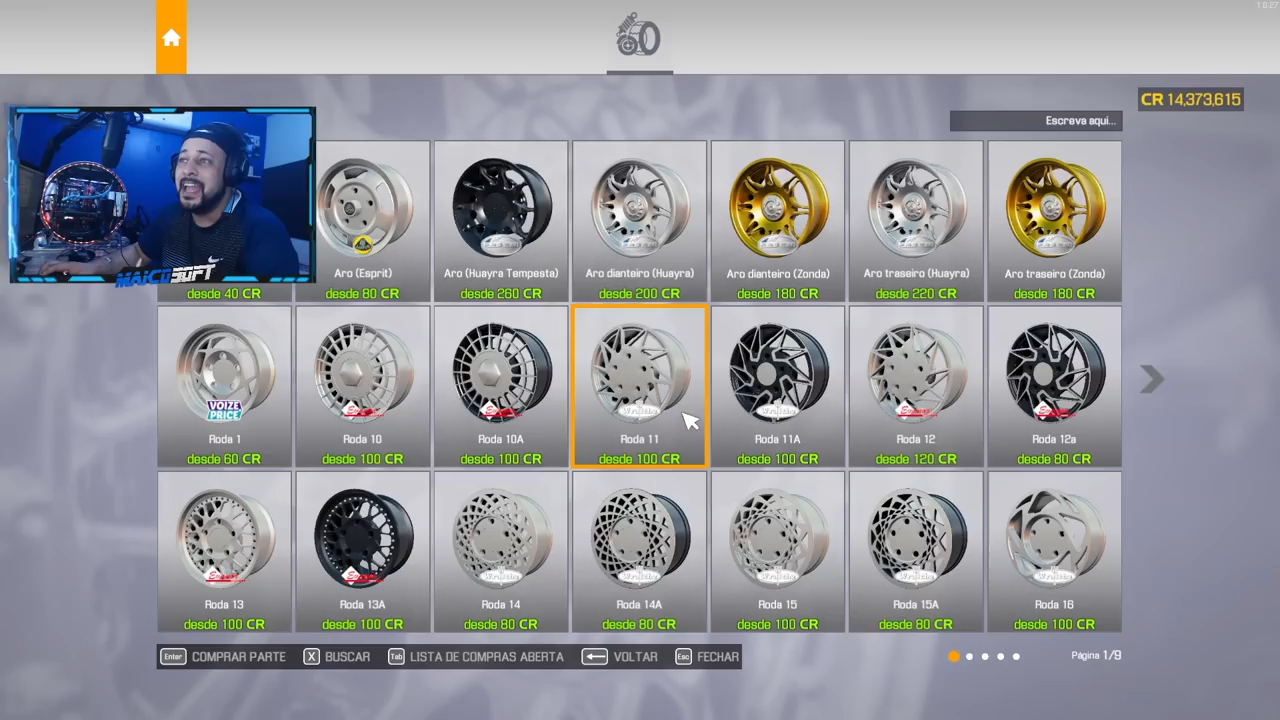 1.0.27
CR 14,373,615
Escreva aqui...
MAICOSOFT
desde 40 CR
Aro (Esprit)
desde 80 CR
Aro (Huayra Tempesta)
desde 260 CR
Aro dianteiro (Huayra)
desde 200 CR
Aro dianteiro (Zonda)
desde 180 CR
Aro traseiro (Huayra)
desde 220 CR
Aro traseiro (Zonda)
desde 180 CR
VOIZE
PRICE
Roda 1
desde 60 CR
Roda 10
desde 100 CR
Roda 10A
desde 100 CR
Roda 11
desde 100 CR
Roda 11A
desde 100 CR
Roda 12
desde 120 CR
Roda 12a
desde 80 CR
Roda 13
desde 100 CR
Roda 13A
desde 100 CR
Roda 14
desde 80 CR
Roda 14A
desde 80 CR
Roda 15
desde 100 CR
Roda 15A
desde 80 CR
Roda 16
desde 100 CR
Enter COMPRAR PARTE X BUSCAR Tab LISTA DE COMPRAS ABERTA VOLTAR Esc FECHAR
Página 1/9